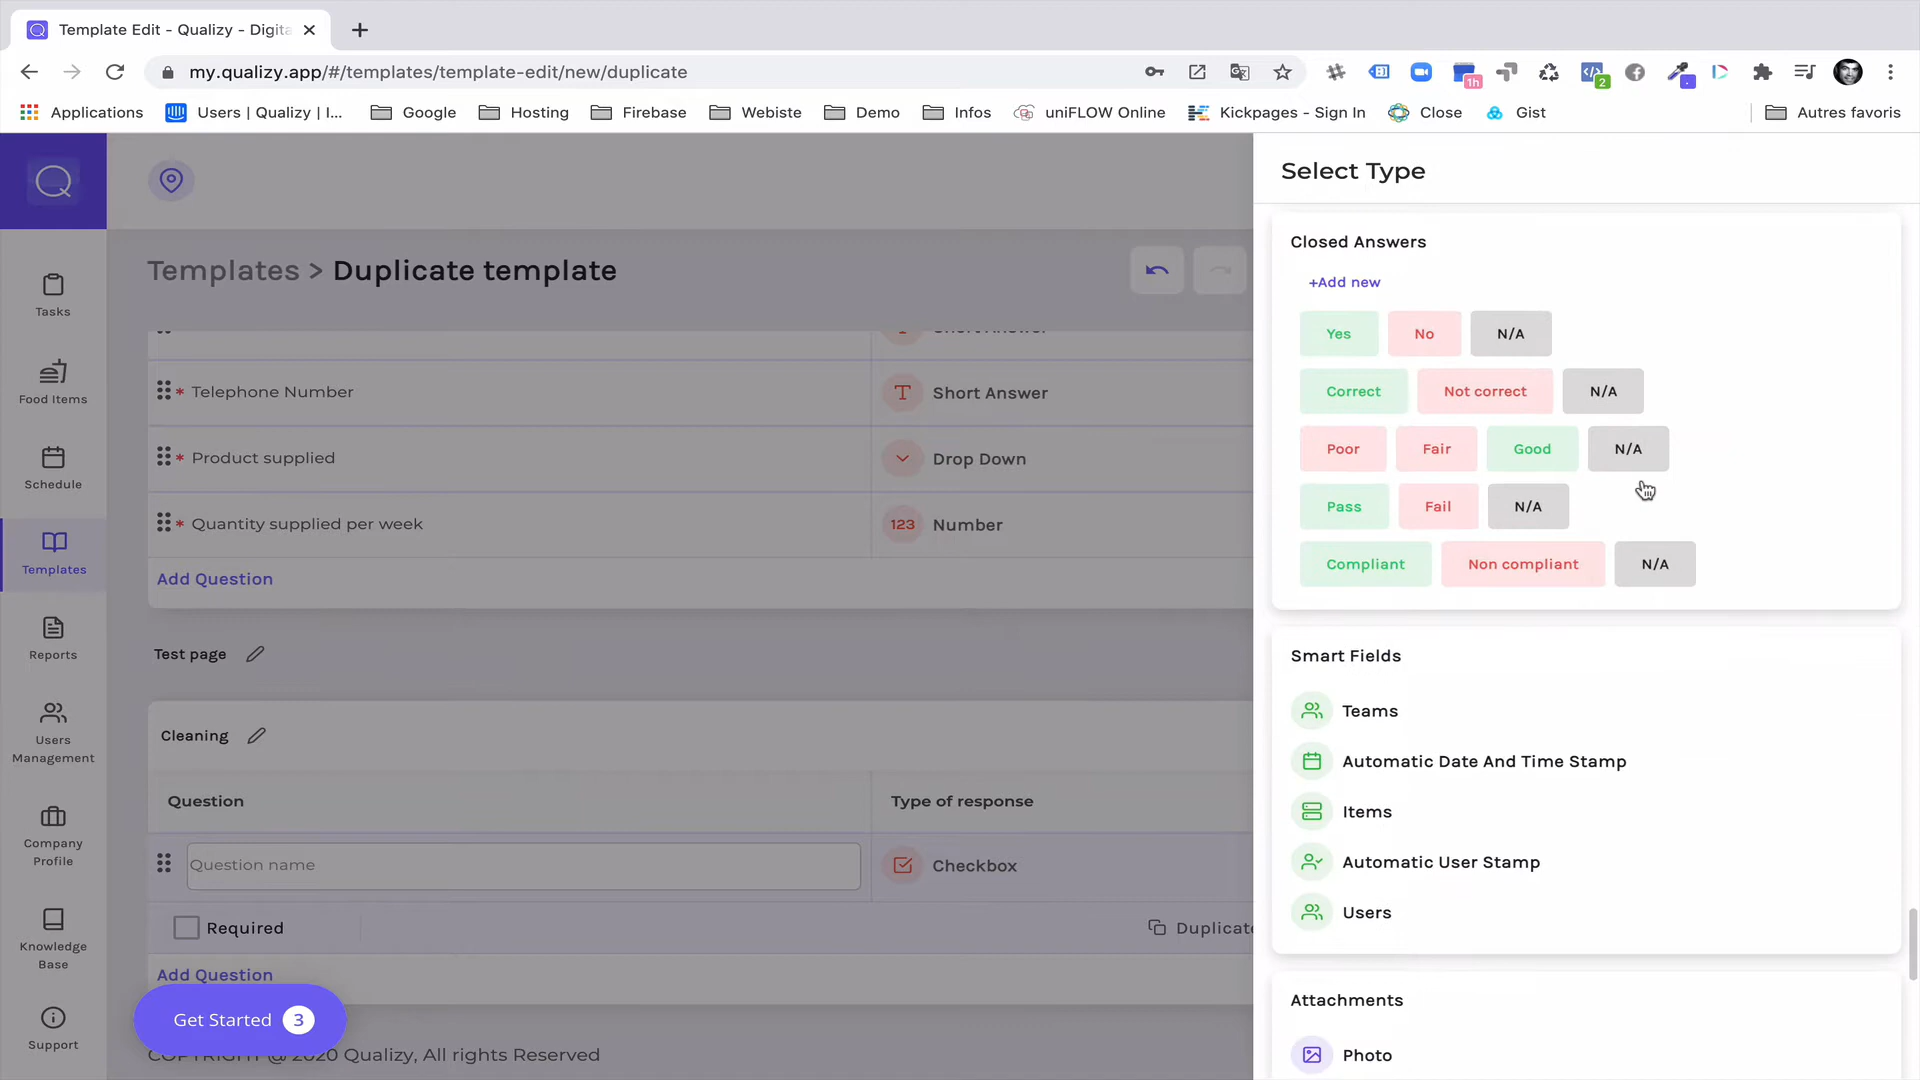 Template Edit - Qualizy - Digita
my.qualizy.app/#/templates/template-edit/new/duplicate
1h
2
Applications
Users | Qualizy | I...
Google
Hosting
Firebase
Webiste
Demo
Infos
uniFLOW Online
Kickpages - Sign In
Close
Gist
Autres favoris
Tasks
Food Items
Schedule
Templates
Reports
Users
Management
Company
Profile
Knowledge
Base
Support
Templates > Duplicate template
Telephone Number
T Short Answer
Product supplied
Drop Down
Quantity supplied per week
123 Number
Add Question
Test page
Cleaning
Question
Type of response
Question name
Checkbox
Required
Duplicate
Add Question
Get Started 3
COPYRIGHT @ 2020 Qualizy, All rights Reserved
Select Type
Closed Answers
+Add new
Yes No N/A
Correct Not correct N/A
Poor Fair Good N/A
Pass Fail N/A
Compliant Non compliant N/A
Smart Fields
Teams
Automatic Date And Time Stamp
Items
Automatic User Stamp
Users
Attachments
Photo